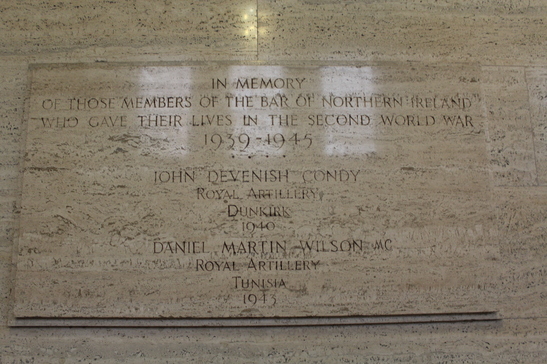 IN MEMORY
OF THOSE MEMBERS OF THE BAR OF NORTHERN IRELAND
WHO GAVE THEIR LIVES IN THE SECOND WORLD WAR
1939-1945
JOHN DEVENISH CONDY
ROYAL ARTILLERY
DUNKIRK
1940
DANIEL MARTIN WILSON MC
ROYAL ARTILLERY
TUNISIA
1943